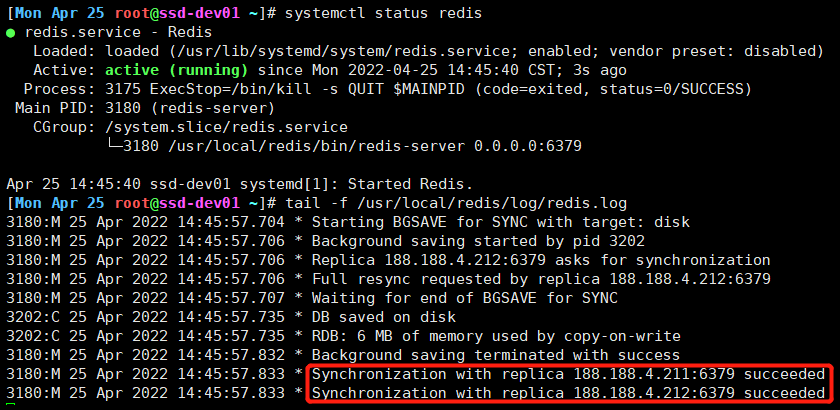 [Mon Apr 25 root@ssd-dev01 ~]# systemctl status redis
● redis.service - Redis
   Loaded: loaded (/usr/lib/systemd/system/redis.service; enabled; vendor preset: disabled)
   Active: active (running) since Mon 2022-04-25 14:45:40 CST; 3s ago
  Process: 3175 ExecStop=/bin/kill -s QUIT $MAINPID (code=exited, status=0/SUCCESS)
 Main PID: 3180 (redis-server)
   CGroup: /system.slice/redis.service
           └─3180 /usr/local/redis/bin/redis-server 0.0.0.0:6379
Apr 25 14:45:40 ssd-dev01 systemd[1]: Started Redis.
[Mon Apr 25 root@ssd-dev01 ~]# tail -f /usr/local/redis/log/redis.log
3180:M 25 Apr 2022 14:45:57.704 * Starting BGSAVE for SYNC with target: disk
3180:M 25 Apr 2022 14:45:57.706 * Background saving started by pid 3202
3180:M 25 Apr 2022 14:45:57.706 * Replica 188.188.4.212:6379 asks for synchronization
3180:M 25 Apr 2022 14:45:57.706 * Full resync requested by replica 188.188.4.212:6379
3180:M 25 Apr 2022 14:45:57.707 * Waiting for end of BGSAVE for SYNC
3202:C 25 Apr 2022 14:45:57.735 * DB saved on disk
3202:C 25 Apr 2022 14:45:57.735 * RDB: 6 MB of memory used by copy-on-write
3180:M 25 Apr 2022 14:45:57.832 * Background saving terminated with success
3180:M 25 Apr 2022 14:45:57.833 * Synchronization with replica 188.188.4.211:6379 succeeded
3180:M 25 Apr 2022 14:45:57.833 * Synchronization with replica 188.188.4.212:6379 succeeded